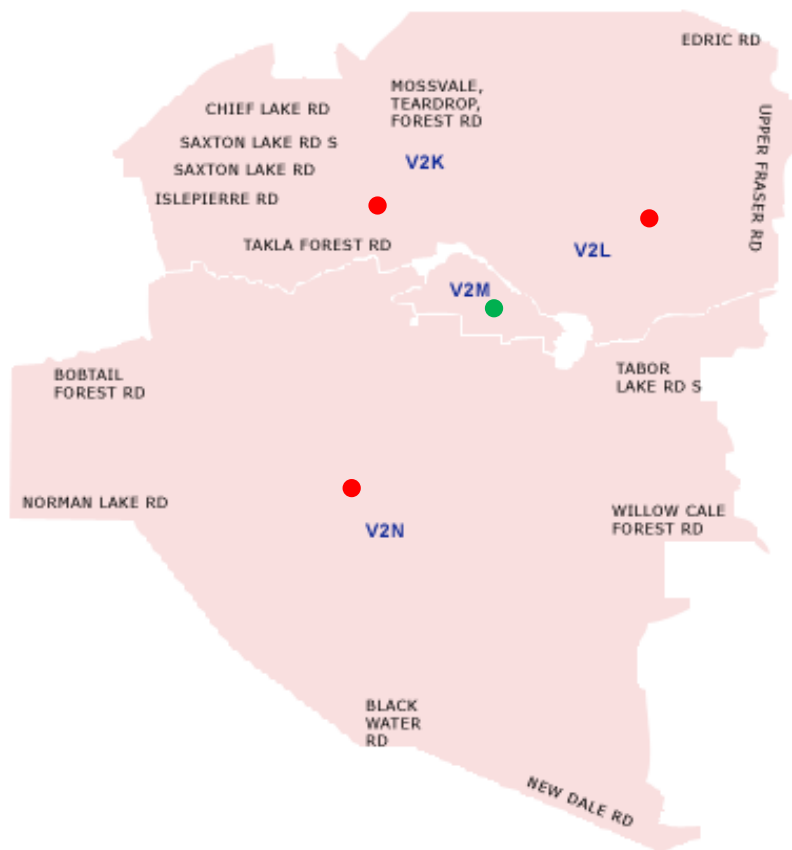 EDRIC RD
MOSSVALE,
TEARDROP,
FOREST RD
CHIEF LAKE RD
SAXTON LAKE RD S
V2K
SAXTON LAKE RD
ISLEPIERRE RD
UPPER FRASER RD
TAKLA FOREST RD
V2L
V2M
BOBTAIL
FOREST RD
TABOR
LAKE RD S
NORMAN LAKE RD
WILLOW CALE
FOREST RD
V2N
BLACK
WATER
RD
NEW DALE RD